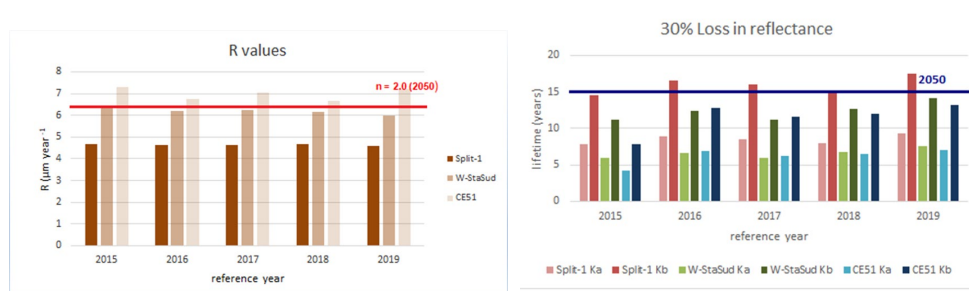 R values
8
7
6
5
4
3
2
1
0
R (µm year⁻¹
n = 2.0 (2050)
2015 2016 2017 2018 2019
reference year
Split-1
W-StaSud
CE51
30% Loss in reflectance
20
15
10
5
0
lifetime (years)
2050
2015 2016 2017 2018 2019
reference year
Split-1 Ka Split-1 Kb W-StaSud Ka W-StaSud Kb CE51 Ka CE51 Kb